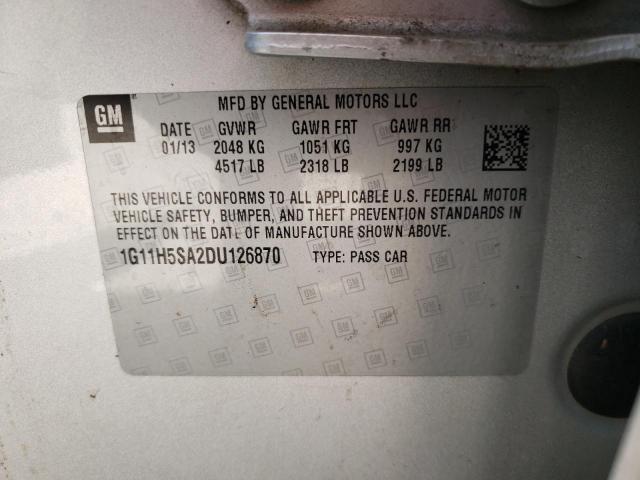 GM
MFD BY GENERAL MOTORS LLC
DATE GVWR GAWR FRT GAWR RR
01/13 2048 KG 1051 KG 997 KG
4517 LB 2318 LB 2199 LB
THIS VEHICLE CONFORMS TO ALL APPLICABLE U.S. FEDERAL MOTOR
VEHICLE SAFETY, BUMPER, AND THEFT PREVENTION STANDARDS IN
EFFECT ON THE DATE OF MANUFACTURE SHOWN ABOVE.
1G11H5SA2DU126870 TYPE: PASS CAR